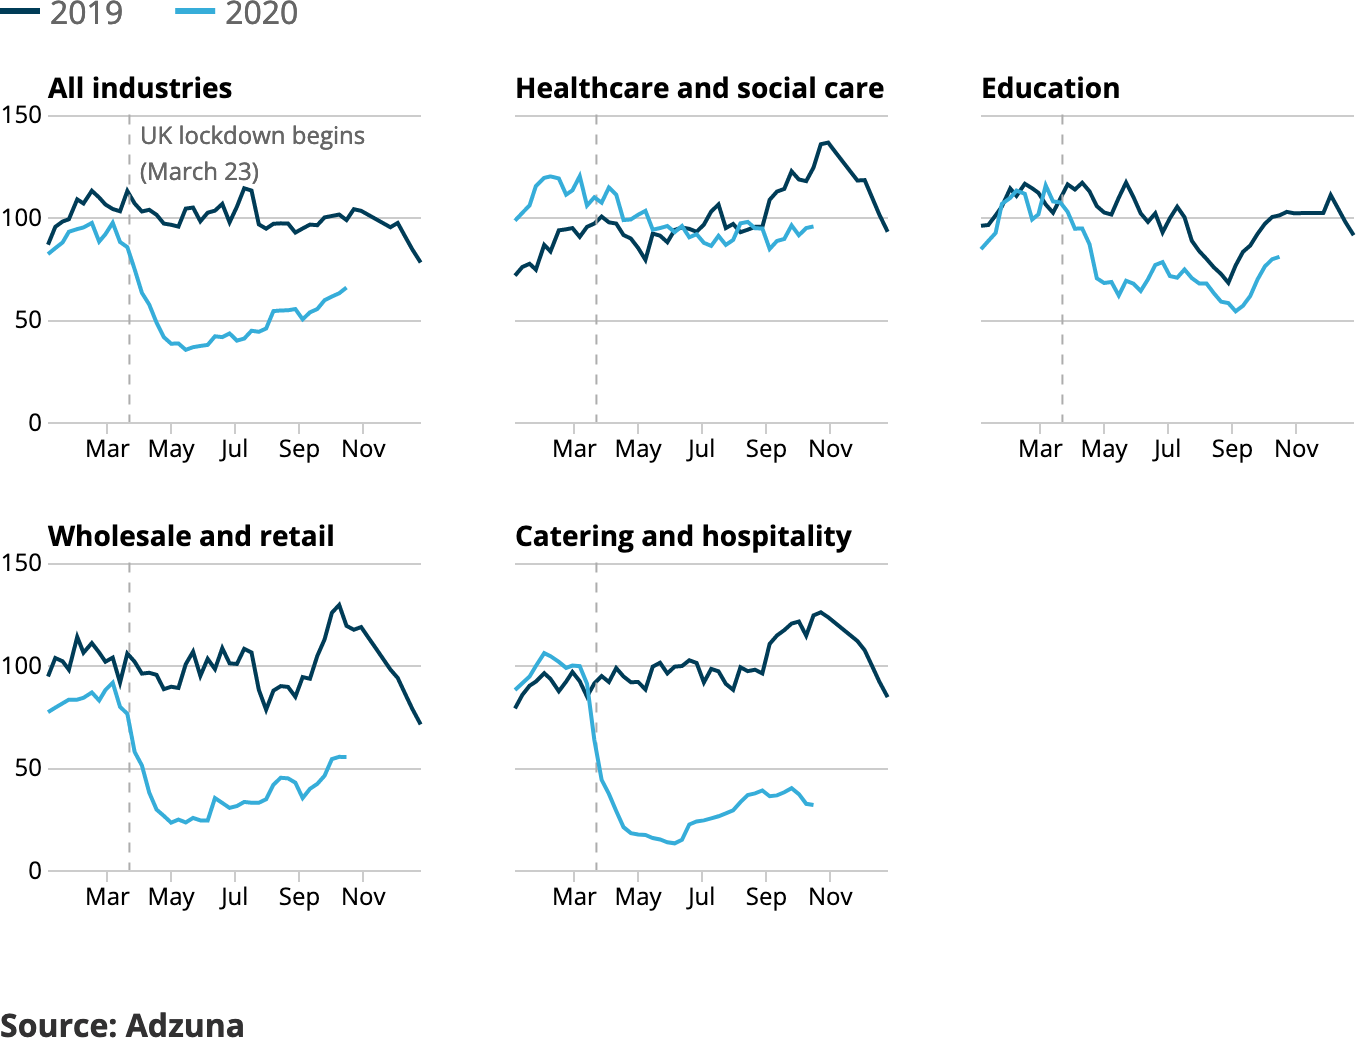 2019 2020
All industries Healthcare and social care Education
150
UK lockdown begins
(March 23)
100
50
0
Mar May Jul Sep Nov Mar May Jul Sep Nov Mar May Jul Sep Nov
Wholesale and retail Catering and hospitality
150
100
50
0
Mar May Jul Sep Nov Mar May Jul Sep Nov
Source: Adzuna